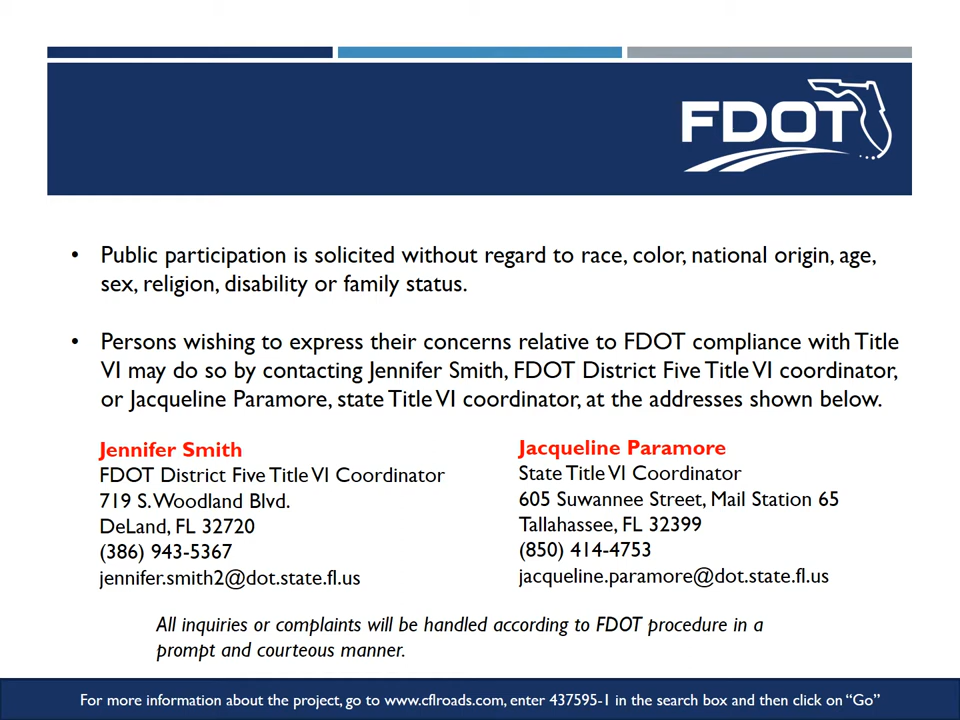 FDOT
• Public participation is solicited without regard to race, color, national origin, age,
sex, religion, disability or family status.
• Persons wishing to express their concerns relative to FDOT compliance with Title
VI may do so by contacting Jennifer Smith, FDOT District Five Title VI coordinator,
or Jacqueline Paramore, state Title VI coordinator, at the addresses shown below.
Jennifer Smith
FDOT District Five Title VI Coordinator
719 S. Woodland Blvd.
DeLand, FL 32720
(386) 943-5367
jennifer.smith2@dot.state.fl.us
Jacqueline Paramore
State Title VI Coordinator
605 Suwannee Street, Mail Station 65
Tallahassee, FL 32399
(850) 414-4753
jacqueline.paramore@dot.state.fl.us
All inquiries or complaints will be handled according to FDOT procedure in a
prompt and courteous manner.
For more information about the project, go to www.cflroads.com, enter 437595-1 in the search box and then click on “Go”